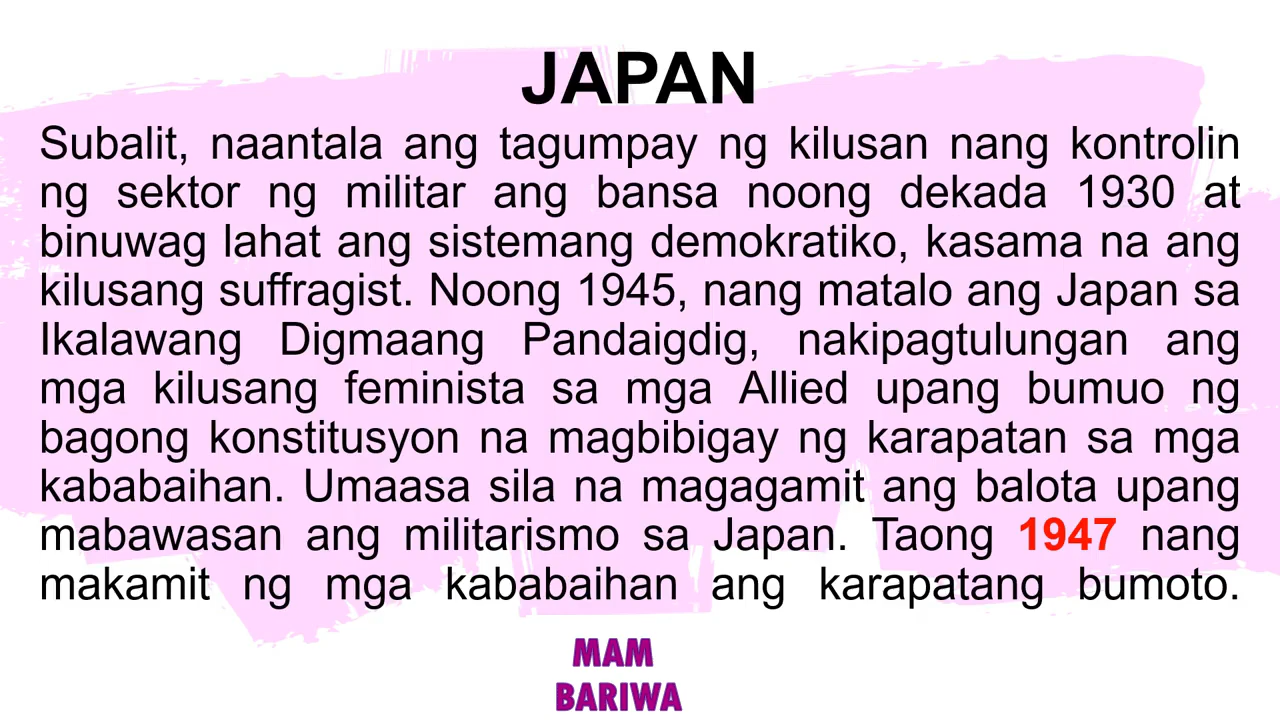 JAPAN
Subalit, naantala ang tagumpay ng kilusan nang kontrolin
ng sektor ng militar ang bansa noong dekada 1930 at
binuwag lahat ang sistemang demokratiko, kasama na ang
kilusang suffragist. Noong 1945, nang matalo ang Japan sa
Ikalawang Digmaang Pandaigdig, nakipagtulungan ang
mga kilusang feminista sa mga Allied upang bumuo ng
bagong konstitusyon na magbibigay ng karapatan sa mga
kababaihan. Umaasa sila na magagamit ang balota upang
mabawasan ang militarismo sa Japan. Taong 1947 nang
makamit ng mga kababaihan ang karapatang bumoto.
MAM
BARIWA